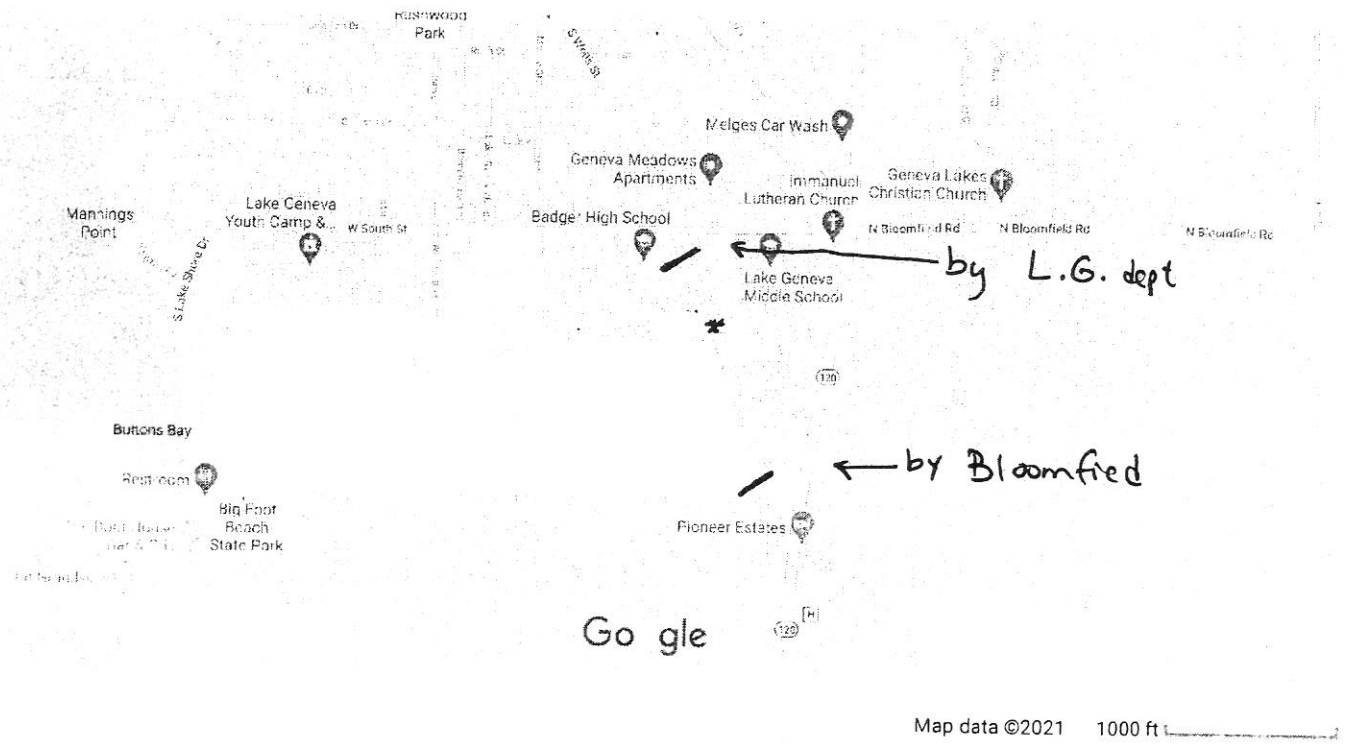 Rushwood
Park
S Wells St
Melges Car Wash
Geneva Meadows
Apartments
Immanuel
Lutheran Church
Geneva Lakes
Christian Church
Mannings
Point
Lake Geneva
Youth Camp &...
W South St
Badger High School
N Bloomfield Rd
N Bloomfield Rd
N Bloomfield Rd
S Lake Shore Dr
Lake Geneva
Middle School
by L.G. dept
*
120
Buttons Bay
Restroom
by Bloomfied
Big Foot
Beach
State Park
Pioneer Estates
Go gle
120
H
Map data ©2021 1000 ft